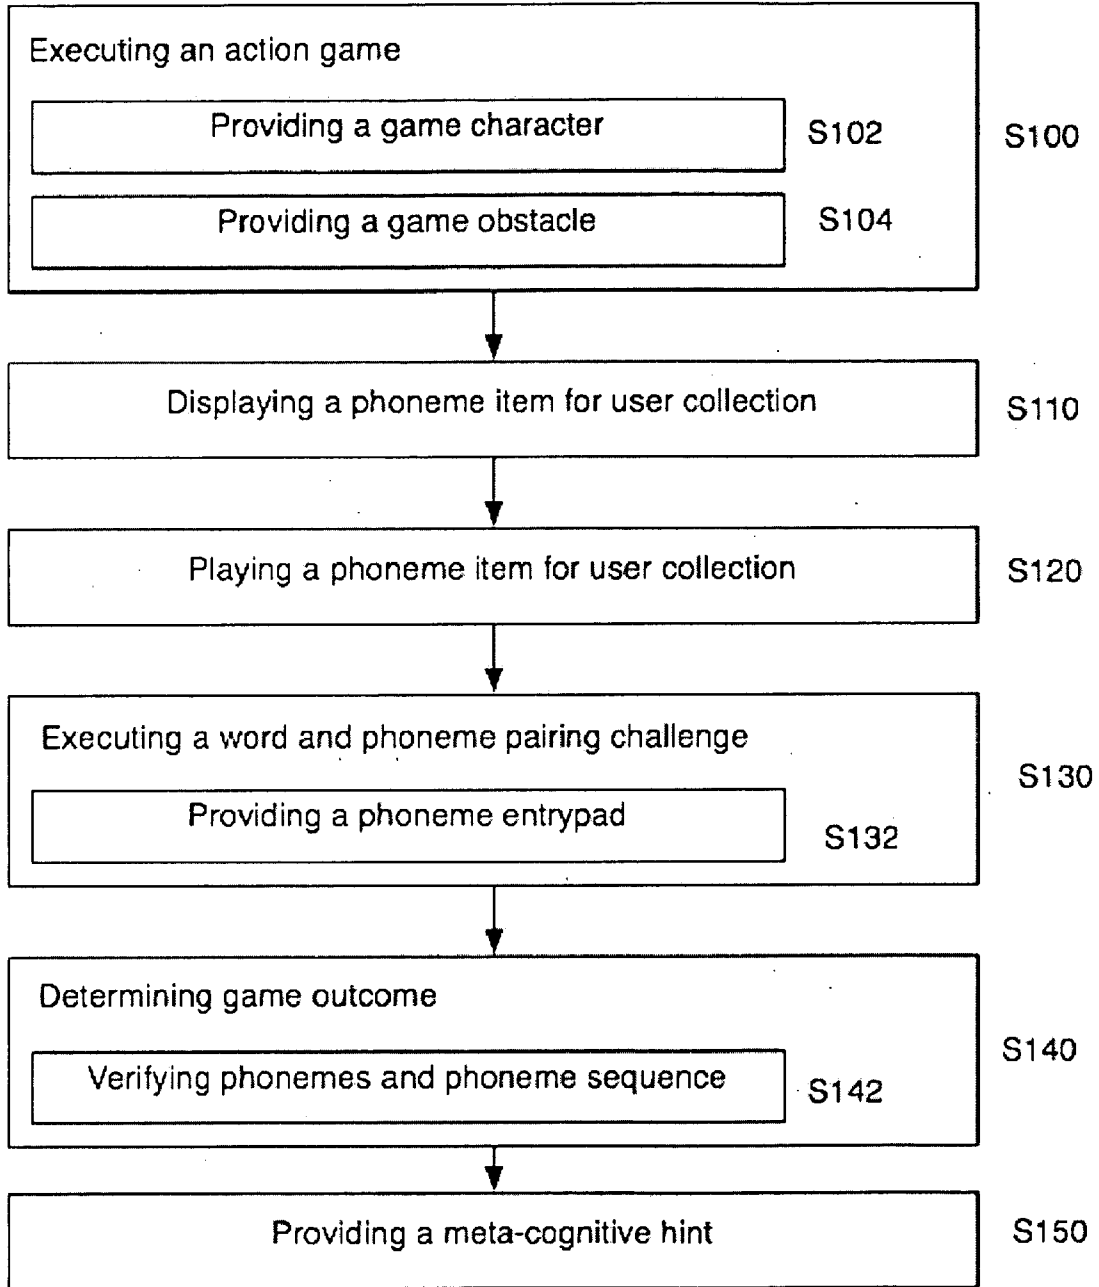 Executing an action game
Providing a game character
S102
S100
Providing a game obstacle
S104
Displaying a phoneme item for user collection
S110
Playing a phoneme item for user collection
S120
Executing a word and phoneme pairing challenge
S130
Providing a phoneme entrypad
S132
Determining game outcome
S140
Verifying phonemes and phoneme sequence
S142
Providing a meta-cognitive hint
S150